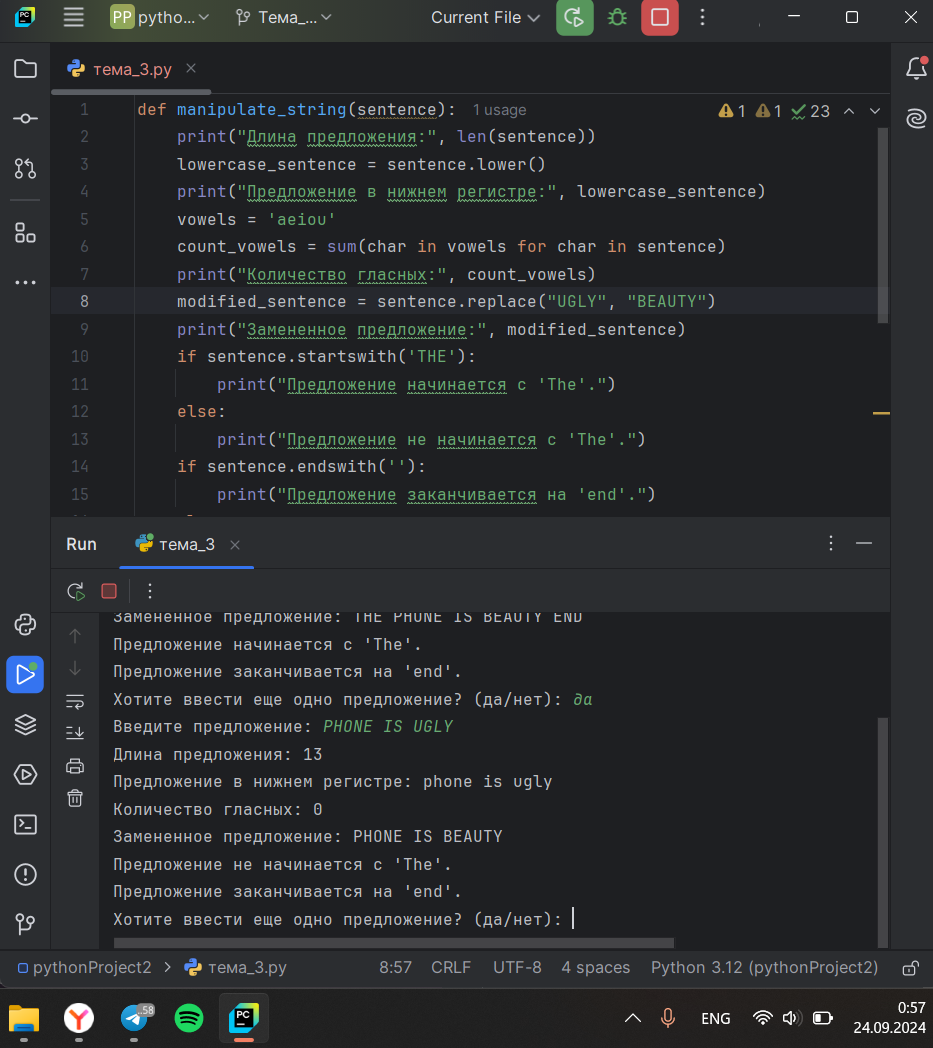 PP pytho... Тема_... Current File
тема_3.py
1 def manipulate_string(sentence): 1 usage 1 1 23
2 print("Длина предложения:", len(sentence))
3 lowercase_sentence = sentence.lower()
4 print("Предложение в нижнем регистре:", lowercase_sentence)
5 vowels = 'aeiou'
6 count_vowels = sum(char in vowels for char in sentence)
7 print("Количество гласных:", count_vowels)
8 modified_sentence = sentence.replace("UGLY", "BEAUTY")
9 print("Замененное предложение:", modified_sentence)
10 if sentence.startswith('THE'):
11 print("Предложение начинается с 'The'.")
12 else:
13 print("Предложение не начинается с 'The'.")
14 if sentence.endswith(''):
15 print("Предложение заканчивается на 'end'.")
Run тема_3
Замененное предложение: THE PHONE IS BEAUTY END
Предложение начинается с 'The'.
Предложение заканчивается на 'end'.
Хотите ввести еще одно предложение? (да/нет): да
Введите предложение: PHONE IS UGLY
Длина предложения: 13
Предложение в нижнем регистре: phone is ugly
Количество гласных: 0
Замененное предложение: PHONE IS BEAUTY
Предложение не начинается с 'The'.
Предложение заканчивается на 'end'.
Хотите ввести еще одно предложение? (да/нет):
pythonProject2 > тема_3.py 8:57 CRLF UTF-8 4 spaces Python 3.12 (pythonProject2)
..58 PC ENG 0:57
24.09.2024